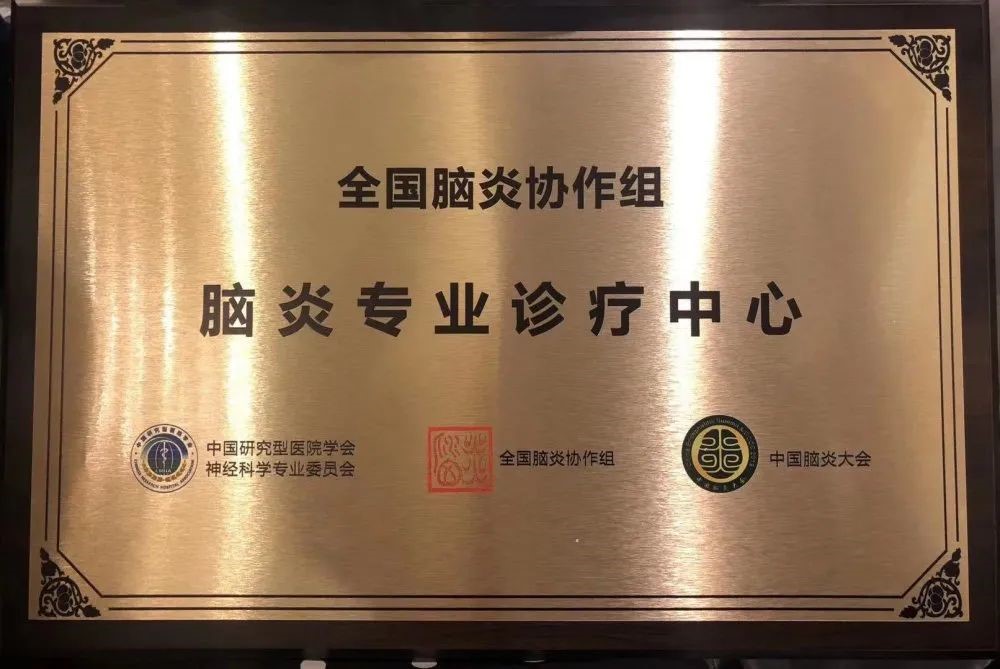 全国脑炎协作组
脑炎专业诊疗中心
中国研究型医院学会
神经科学专业委员会
全国脑炎协作组
中国脑炎大会